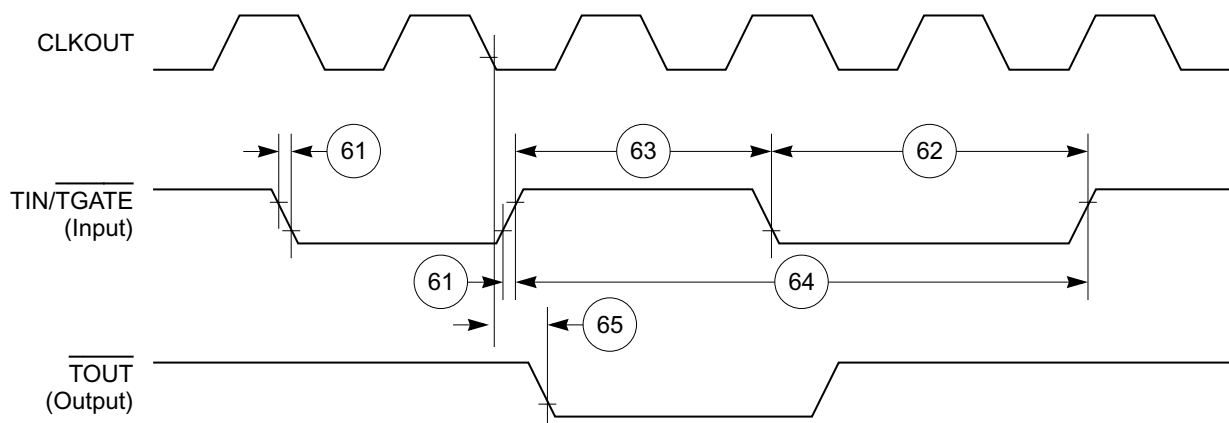 CLKOUT
61
63
62
TIN/TGATE
(Input)
61
64
65
TOUT
(Output)